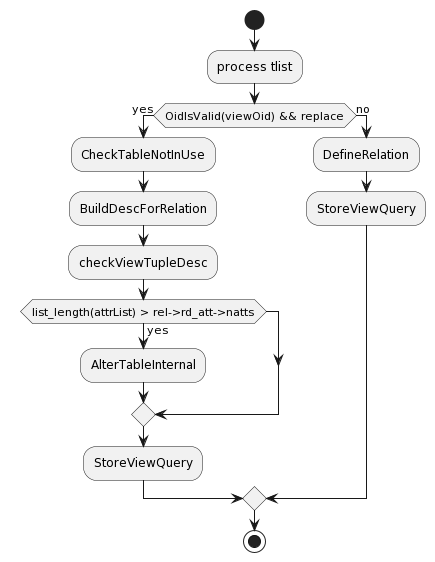 process tlist
yes
OidIsValid(viewOid) && replace
no
CheckTableNotInUse
DefineRelation
BuildDescForRelation
StoreViewQuery
checkViewTupleDesc
list_length(attrList) > rel->rd_att->natts
yes
AlterTableInternal
StoreViewQuery